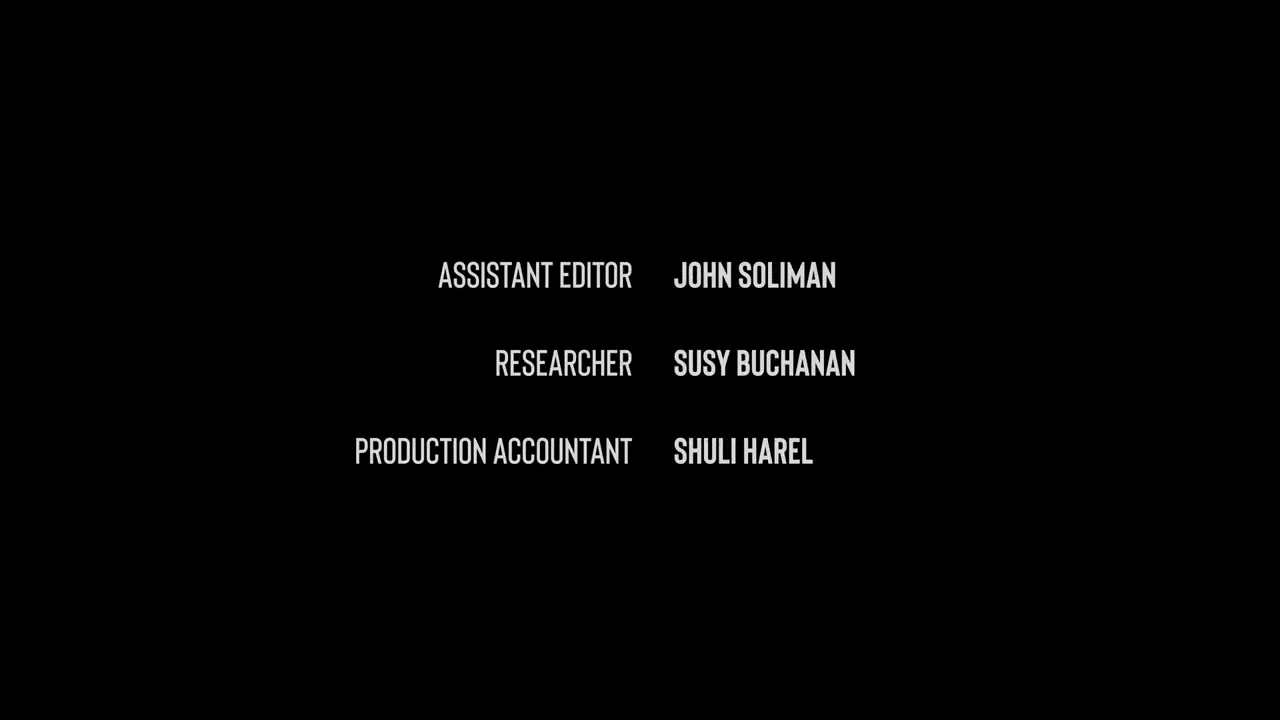 ASSISTANT EDITOR JOHN SOLIMAN
RESEARCHER SUSY BUCHANAN
PRODUCTION ACCOUNTANT SHULI HAREL